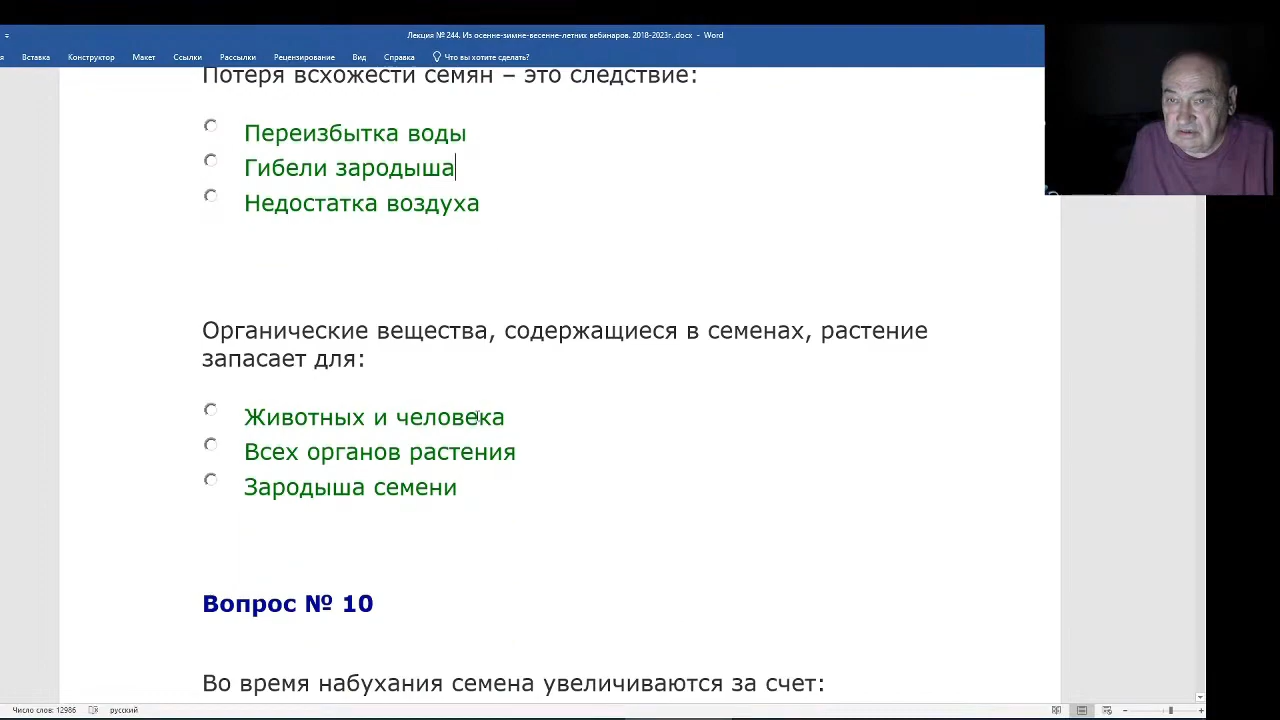 Лекция № 244. Из осенне-зимне-весенне-летних вебинаров. 2018-2023г..docx - Word
Вставка Конструктор Макет Ссылки Рассылки Рецензирование Вид Справка Что вы хотите сделать?
Потеря всхожести семян – это следствие:
Переизбытка воды
Гибели зародыша
Недостатка воздуха
Органические вещества, содержащиеся в семенах, растение
запасает для:
Животных и человека
Всех органов растения
Зародыша семени
Вопрос № 10
Во время набухания семена увеличиваются за счет:
Число слов: 12986 русский